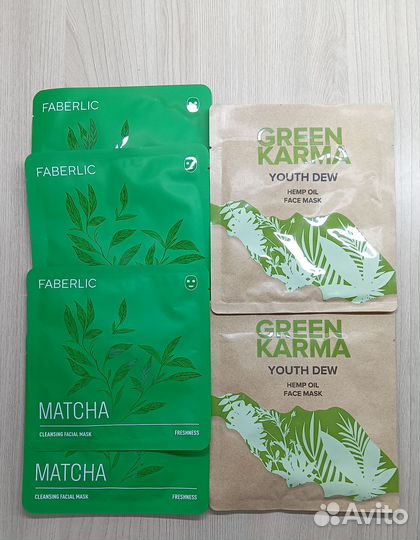 FABERLIC
FABERLIC
FABERLIC
MATCHA
CLEANSING FACIAL MASK FRESHNESS
MATCHA
CLEANSING FACIAL MASK FRESHNESS
GREEN
KARMA
YOUTH DEW
HEMP OIL
FACE MASK
GREEN
KARMA
YOUTH DEW
HEMP OIL
FACE MASK
Avito